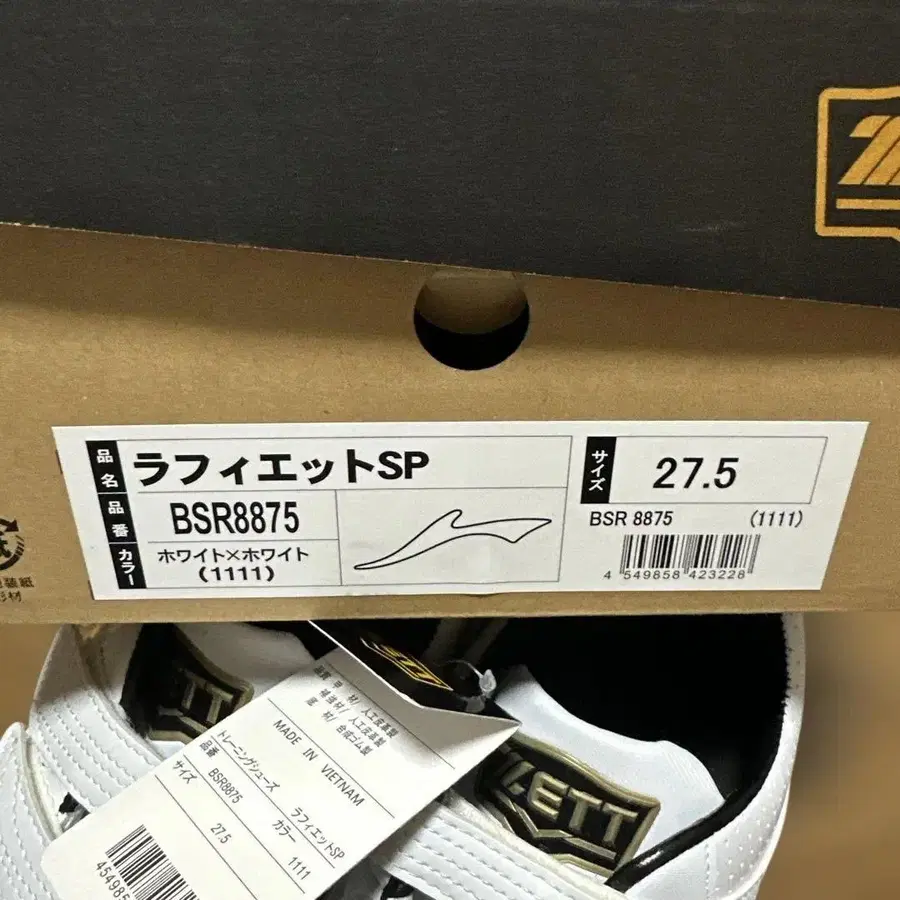 品名
ラフィエットSP
品番
BSR8875
カラー
ホワイト×ホワイト
(1111)
サイズ
27.5
BSR 8875 (1111)
4 549858 423228
ZETT
MADE IN VIETNAM
トレーニングシューズ ラフィエットSP
品番 BSR8875 カラー 1111
サイズ 27.5
ZETT